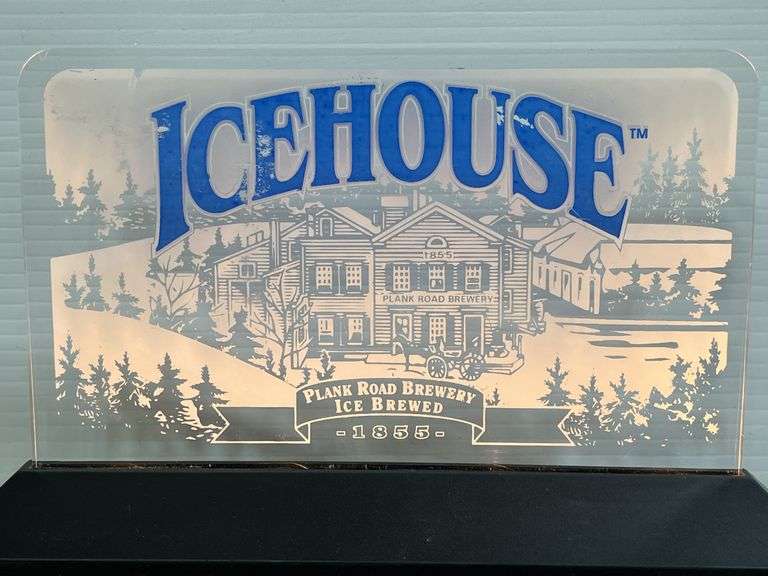 ICEHOUSE™
1855
PLANK ROAD BREWERY
PLANK ROAD BREWERY
ICE BREWED
-1855-